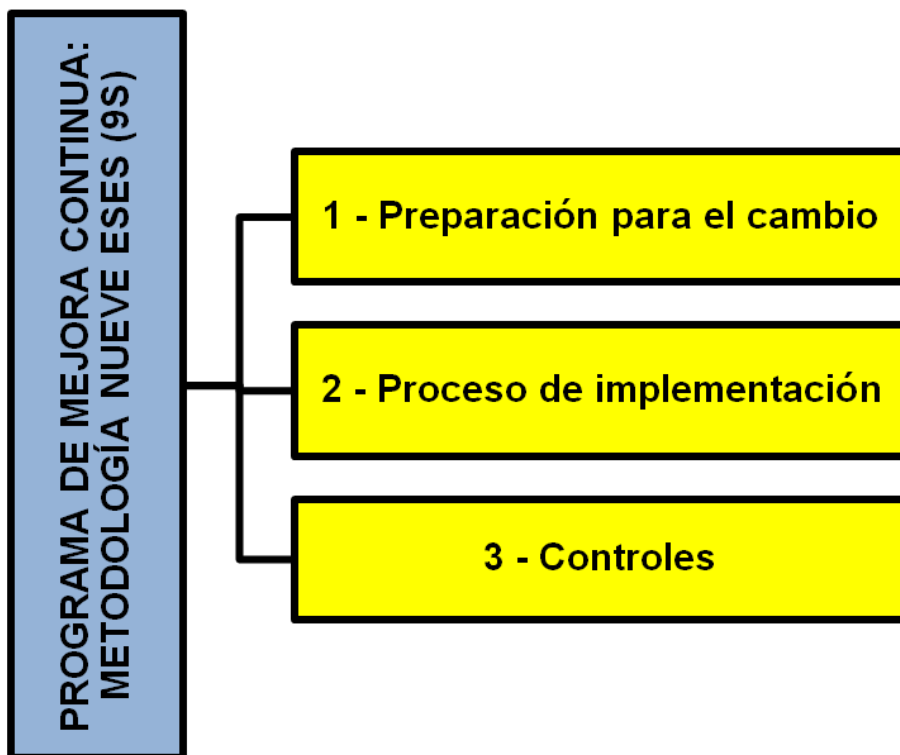 PROGRAMA DE MEJORA CONTINUA:
METODOLOGÍA NUEVE ESES (9S)
1 - Preparación para el cambio
2 - Proceso de implementación
3 - Controles